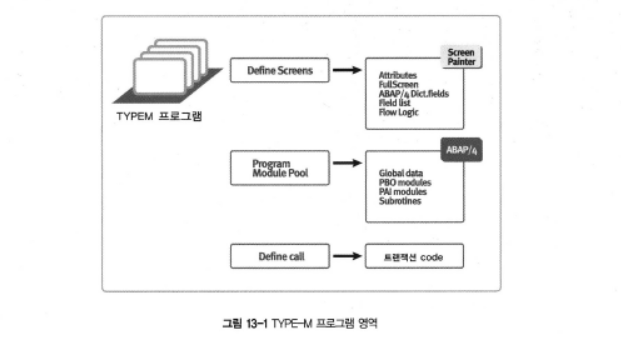 Screen
Painter
Define Screens
Attributes
FullScreen
ABAP/4 Dict.fields
Field list
Flow Logic
TYPEM 프로그램
ABAP/4
Program
Module Pool
Global data
PBO modules
PAI modules
Subrotines
Define call
트랜잭션 code
그림 13-1 TYPE-M 프로그램 영역